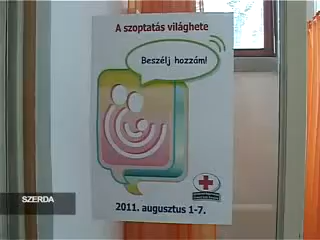 A szoptatás világhete
Beszélj hozzám!
2011. augusztus 1-7.
SZERDA